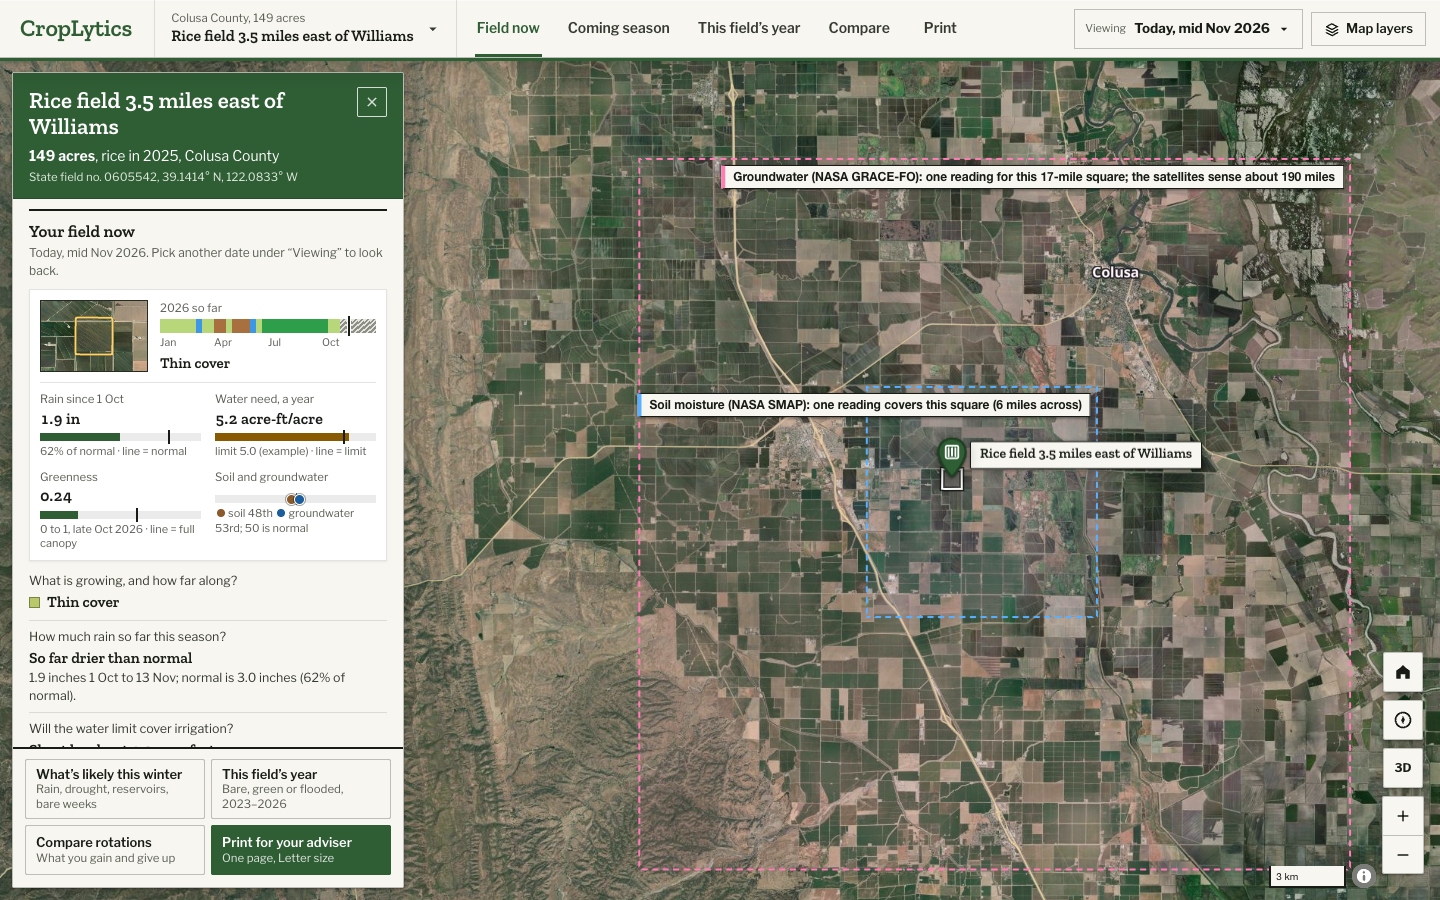 CropLytics
Colusa County, 149 acres
Rice field 3.5 miles east of Williams
Field now
Coming season
This field's year
Compare
Print
Viewing Today, mid Nov 2026
Map layers
Rice field 3.5 miles east of
Williams
149 acres, rice in 2025, Colusa County
State field no. 0605542, 39.1414° N, 122.0833° W
Your field now
Today, mid Nov 2026. Pick another date under “Viewing” to look
back.
2026 so far
Jan Apr Jul Oct
Thin cover
Rain since 1 Oct
1.9 in
62% of normal · line = normal
Water need, a year
5.2 acre-ft/acre
limit 5.0 (example) · line = limit
Greenness
0.24
0 to 1, late Oct 2026 · line = full
canopy
Soil and groundwater
soil 48th groundwater
53rd; 50 is normal
What is growing, and how far along?
Thin cover
How much rain so far this season?
So far drier than normal
1.9 inches 1 Oct to 13 Nov; normal is 3.0 inches (62% of
normal).
Will the water limit cover irrigation?
What's likely this winter
Rain, drought, reservoirs,
bare weeks
This field's year
Bare, green or flooded,
2023–2026
Compare rotations
What you gain and give up
Print for your adviser
One page, Letter size
Groundwater (NASA GRACE-FO): one reading for this 17-mile square; the satellites sense about 190 miles
Colusa
Soil moisture (NASA SMAP): one reading covers this square (6 miles across)
Rice field 3.5 miles east of Williams
3D
3 km